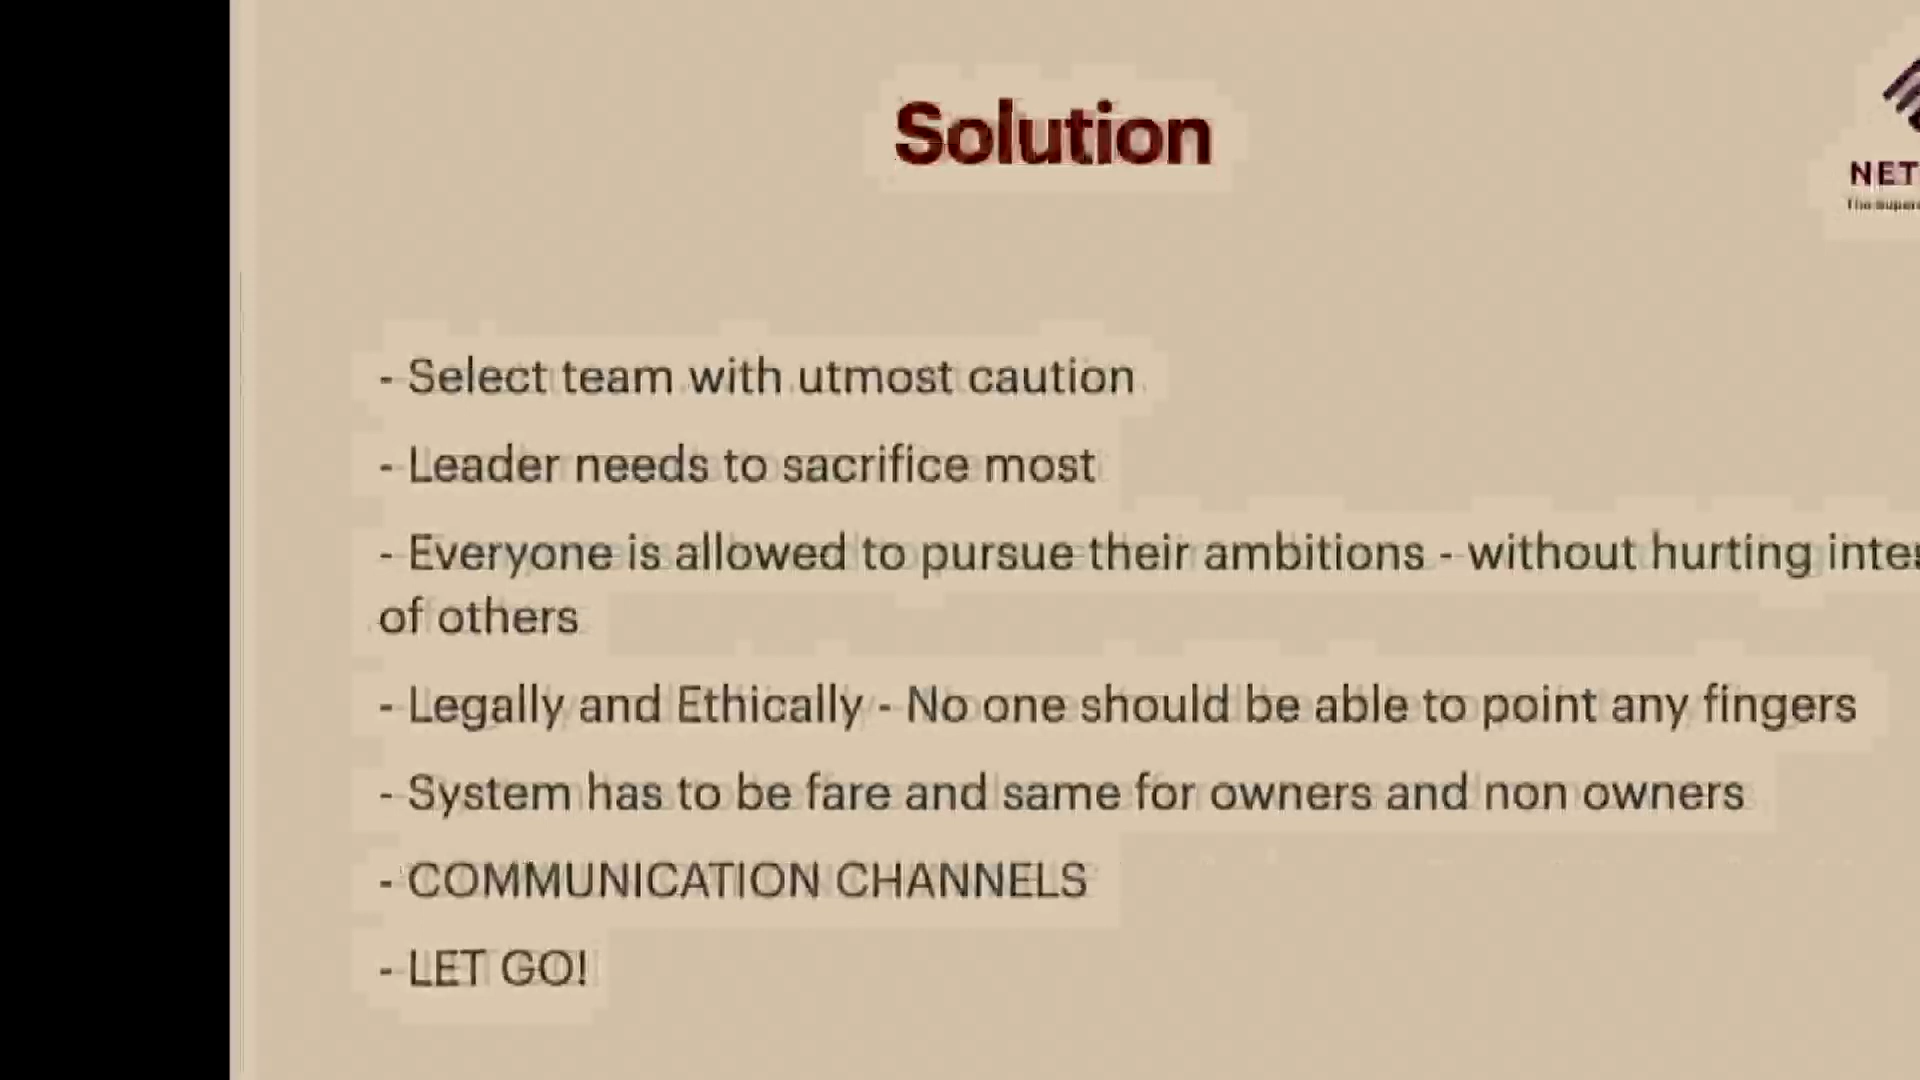 Solution
NET
- Select team with utmost caution
- Leader needs to sacrifice most
- Everyone is allowed to pursue their ambitions - without hurting
of others
- Legally and Ethically - No one should be able to point any fingers
- System has to be fare and same for owners and non owners
- COMMUNICATION CHANNELS
- LET GO!